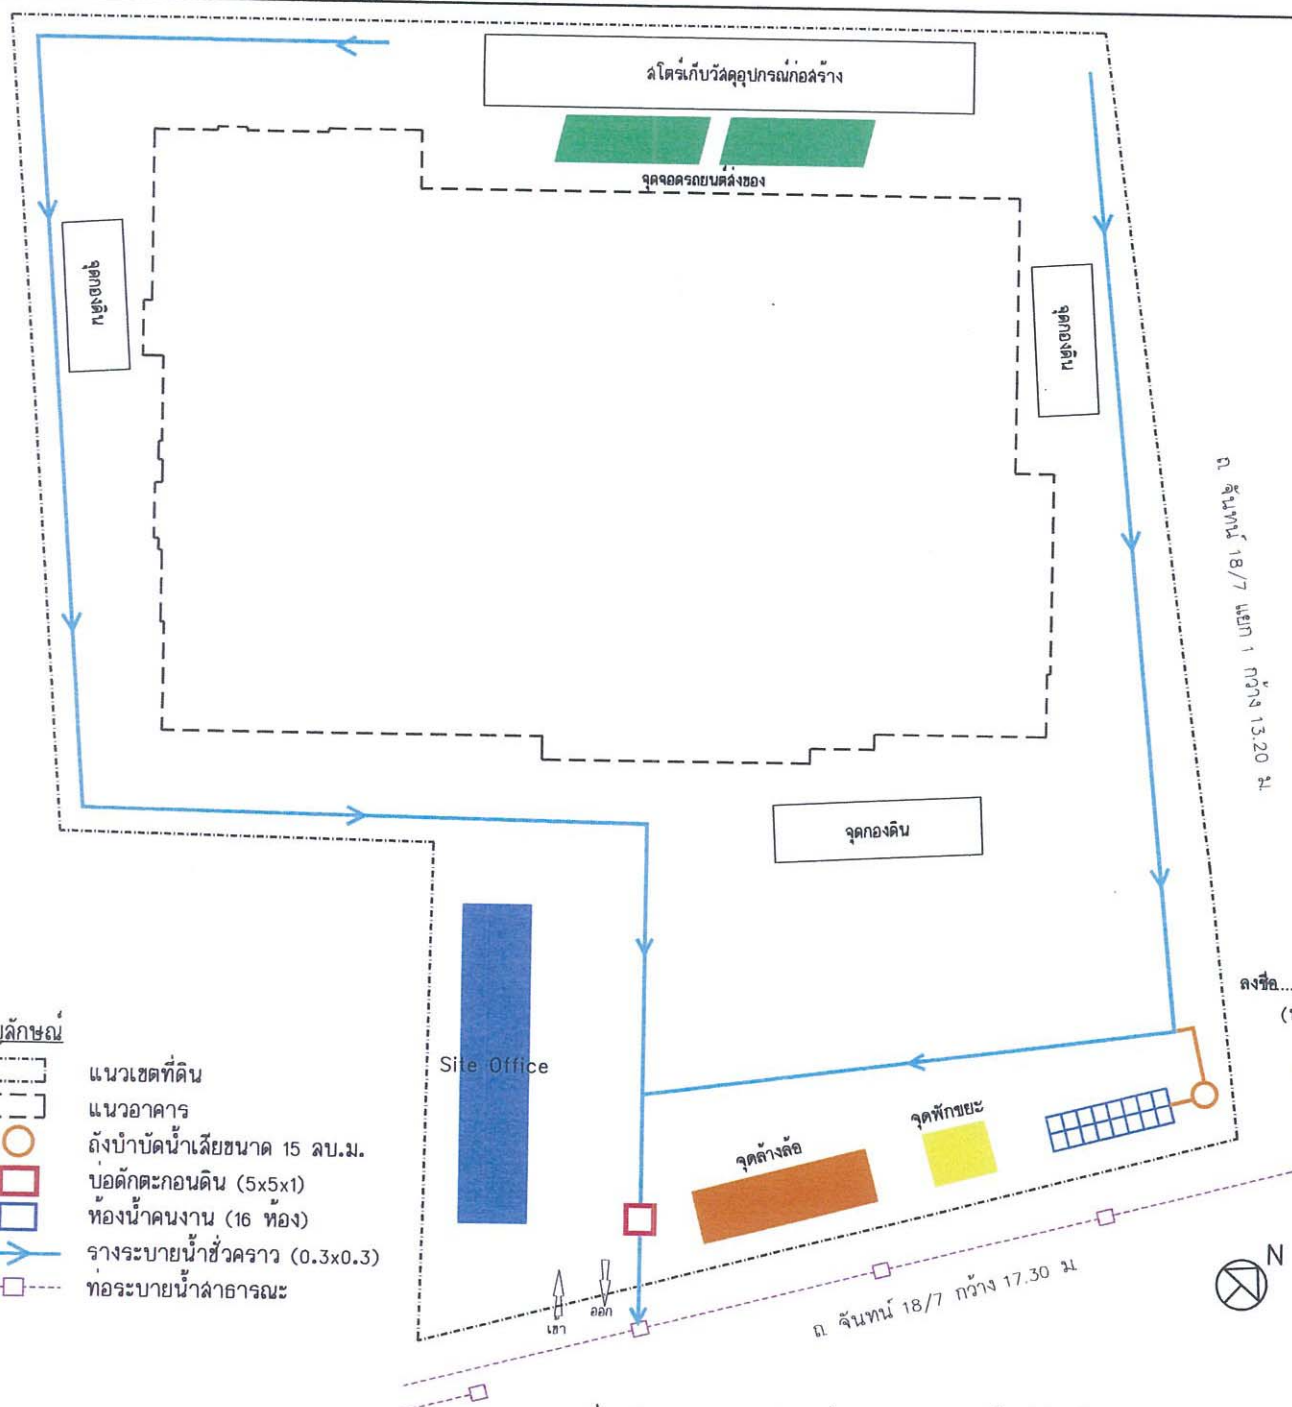 สโตร์เก็บวัสดุอุปกรณ์ก่อสร้าง
จุดจอดรถยนต์ส่งของ
จุดกองดิน
จุดกองดิน
ถ. จันทน์ 18/7 แยก 1 กว้าง 13.20 ม
จุดกองดิน
ลงชื่อ....
Site Office
จุดพักขยะ
จุดล้างล้อ
แนวเขตที่ดิน
แนวอาคาร
ถังบำบัดน้ำเสียขนาด 15 ลบ.ม.
บ่อดักตะกอนดิน (5x5x1)
ห้องน้ำคนงาน (16 ห้อง)
รางระบายน้ำชั่วคราว (0.3x0.3)
ท่อระบายน้ำสาธารณะ
เข้า
ออก
ถ. จันทน์ 18/7 กว้าง 17.30 ม
N